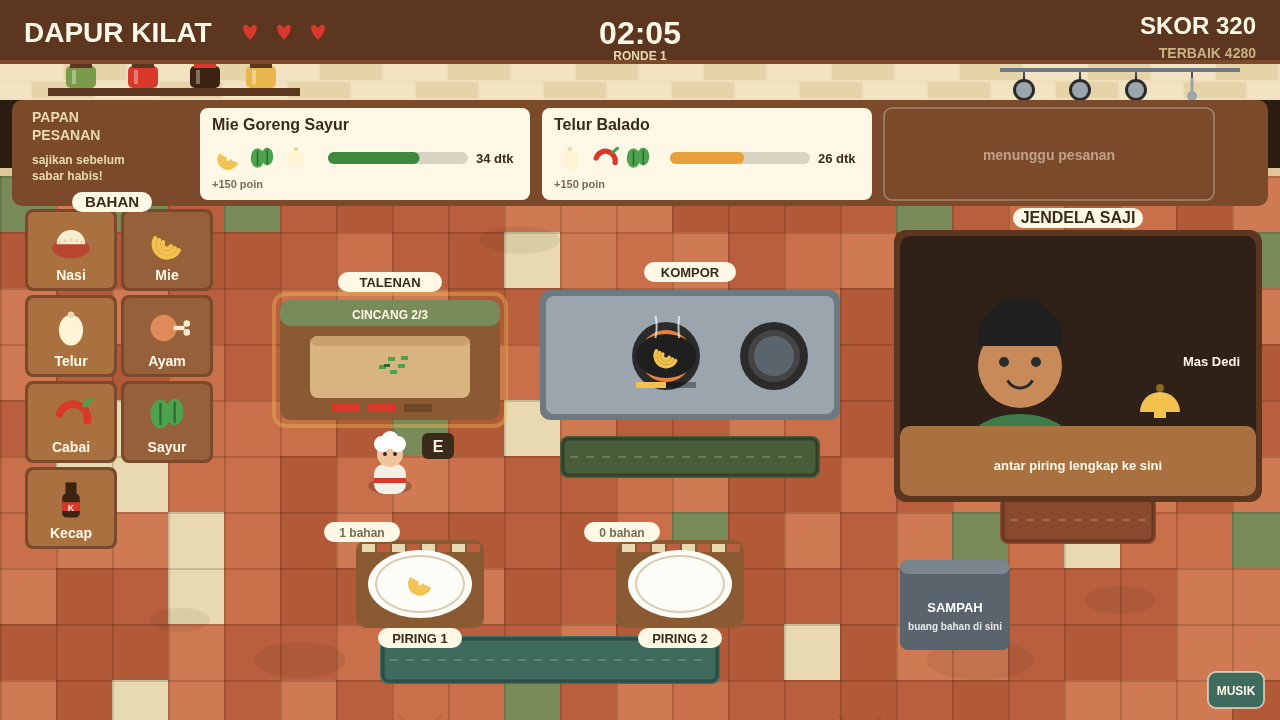 DAPUR KILAT
02:05
RONDE 1
SKOR 320
TERBAIK 4280
PAPAN
PESANAN
sajikan sebelum
sabar habis!
Mie Goreng Sayur
34 dtk
+150 poin
Telur Balado
26 dtk
+150 poin
menunggu pesanan
BAHAN
Nasi
Mie
Telur
Ayam
Cabai
Sayur
K
Kecap
TALENAN
CINCANG 2/3
E
KOMPOR
JENDELA SAJI
Mas Dedi
antar piring lengkap ke sini
1 bahan
0 bahan
PIRING 1
PIRING 2
SAMPAH
buang bahan di sini
MUSIK